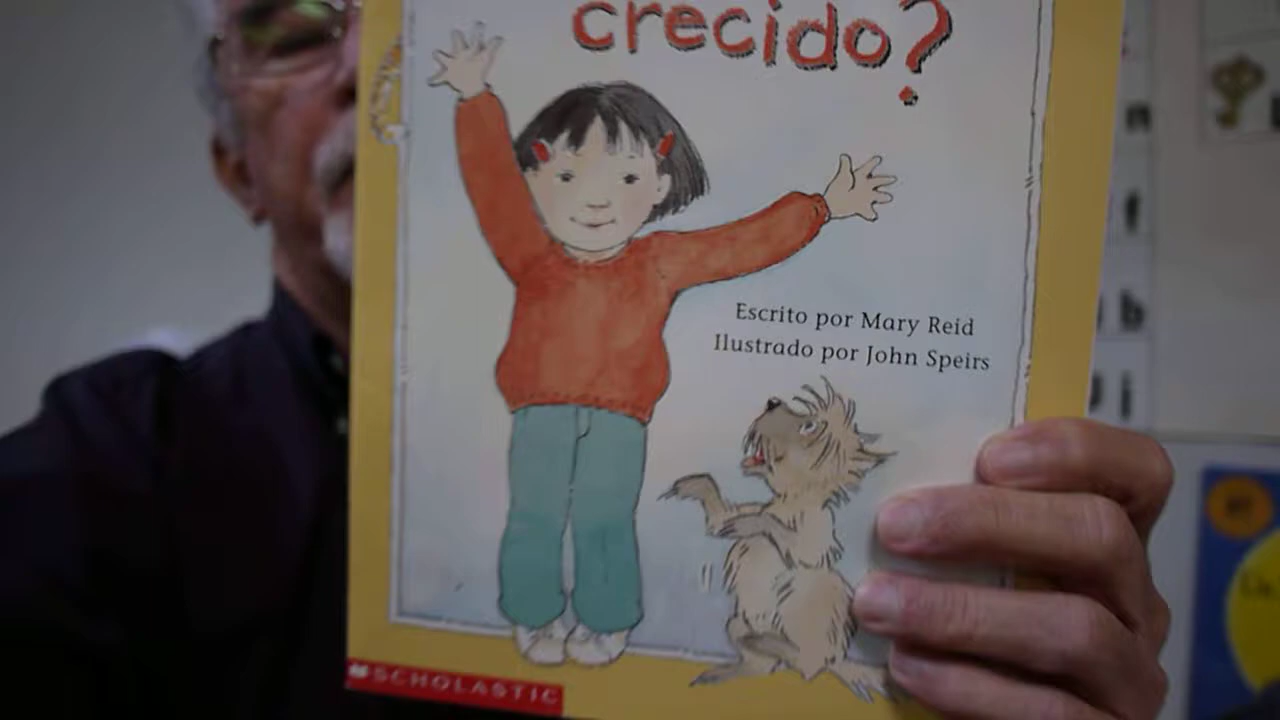 crecido?
Escrito por Mary Reid
Ilustrado por John Speirs
SCHOLASTIC